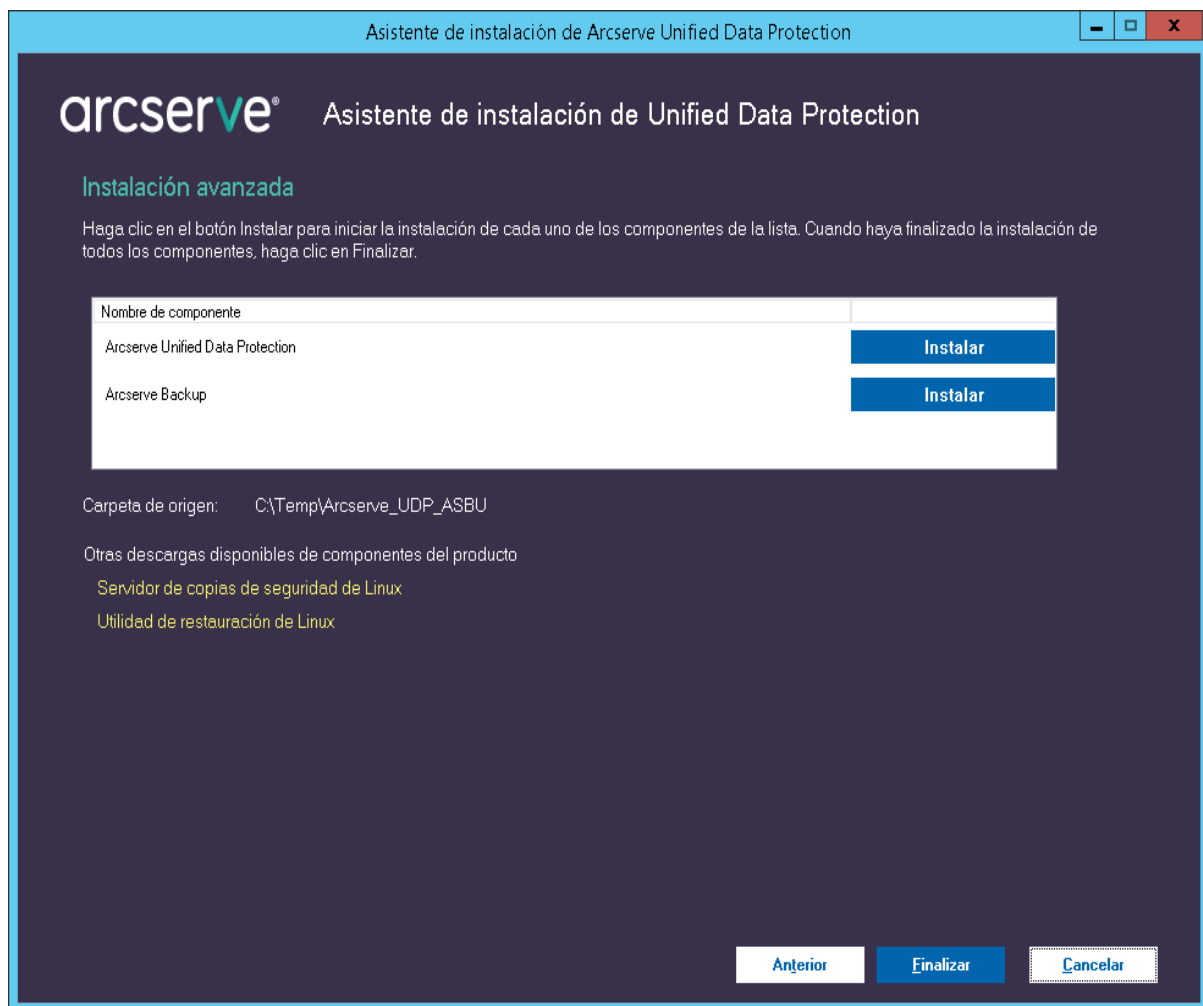 Asistente de instalación de Arcserve Unified Data Protection
arcserve® Asistente de instalación de Unified Data Protection
Instalación avanzada
Haga clic en el botón Instalar para iniciar la instalación de cada uno de los componentes de la lista. Cuando haya finalizado la instalación de
todos los componentes, haga clic en Finalizar.
Nombre de componente
Arcserve Unified Data Protection Instalar
Arcserve Backup Instalar
Carpeta de origen: C:\Temp\Arcserve_UDP_ASBU
Otras descargas disponibles de componentes del producto
Servidor de copias de seguridad de Linux
Utilidad de restauración de Linux
Anterior Finalizar Cancelar